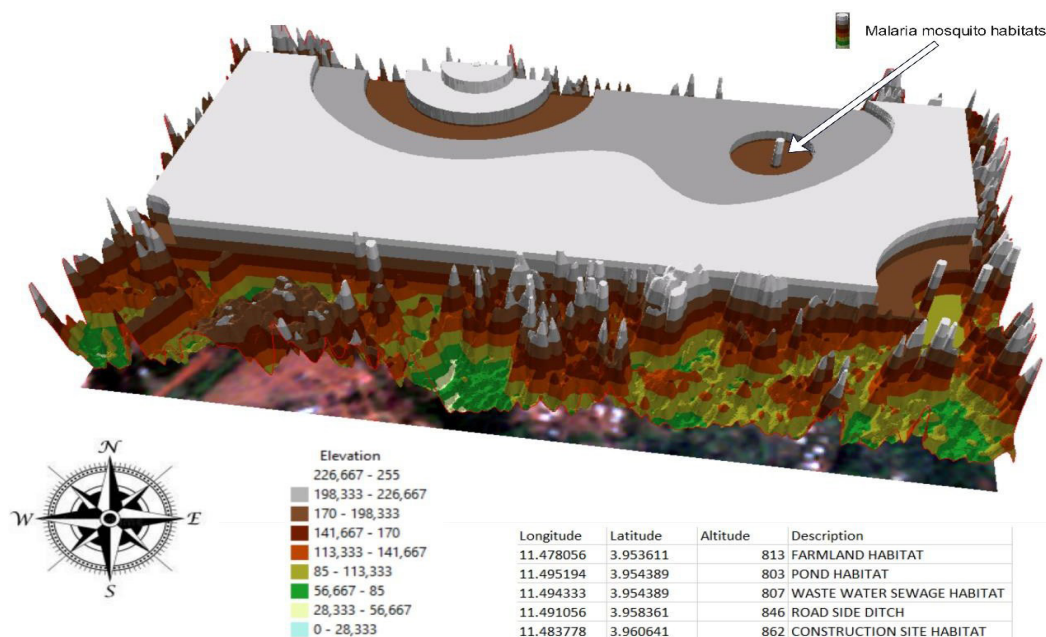 Malaria mosquito habitats
N
W
E
S
Elevation
226,667 - 255
198,333 - 226,667
170 - 198,333
141,667 - 170
113,333 - 141,667
85 - 113,333
56,667 - 85
28,333 - 56,667
0 - 28,333
Longitude Latitude Altitude Description
11.478056 3.953611 813 FARMLAND HABITAT
11.495194 3.954389 803 POND HABITAT
11.494333 3.954389 807 WASTE WATER SEWAGE HABITAT
11.491056 3.958361 846 ROAD SIDE DITCH
11.483778 3.960641 862 CONSTRUCTION SITE HABITAT